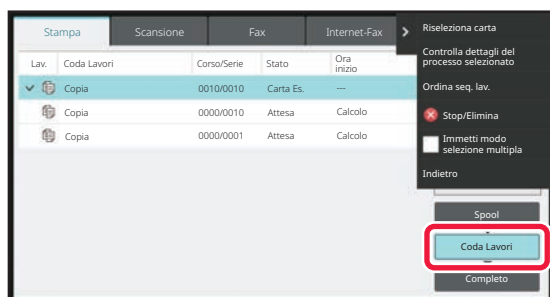 Stampa Scansione Fax Internet-Fax
Lav. Coda Lavori Corso/Serie Stato Ora inizio
Copia 0010/0010 Carta Es. ---
Copia 0000/0010 Attesa Calcolo
Copia 0000/0001 Attesa Calcolo
Riseleziona carta
Controlla dettagli del
processo selezionato
Ordina seq. lav.
Stop/Elimina
Immetti modo
selezione multipla
Indietro
Spool
Coda Lavori
Completo